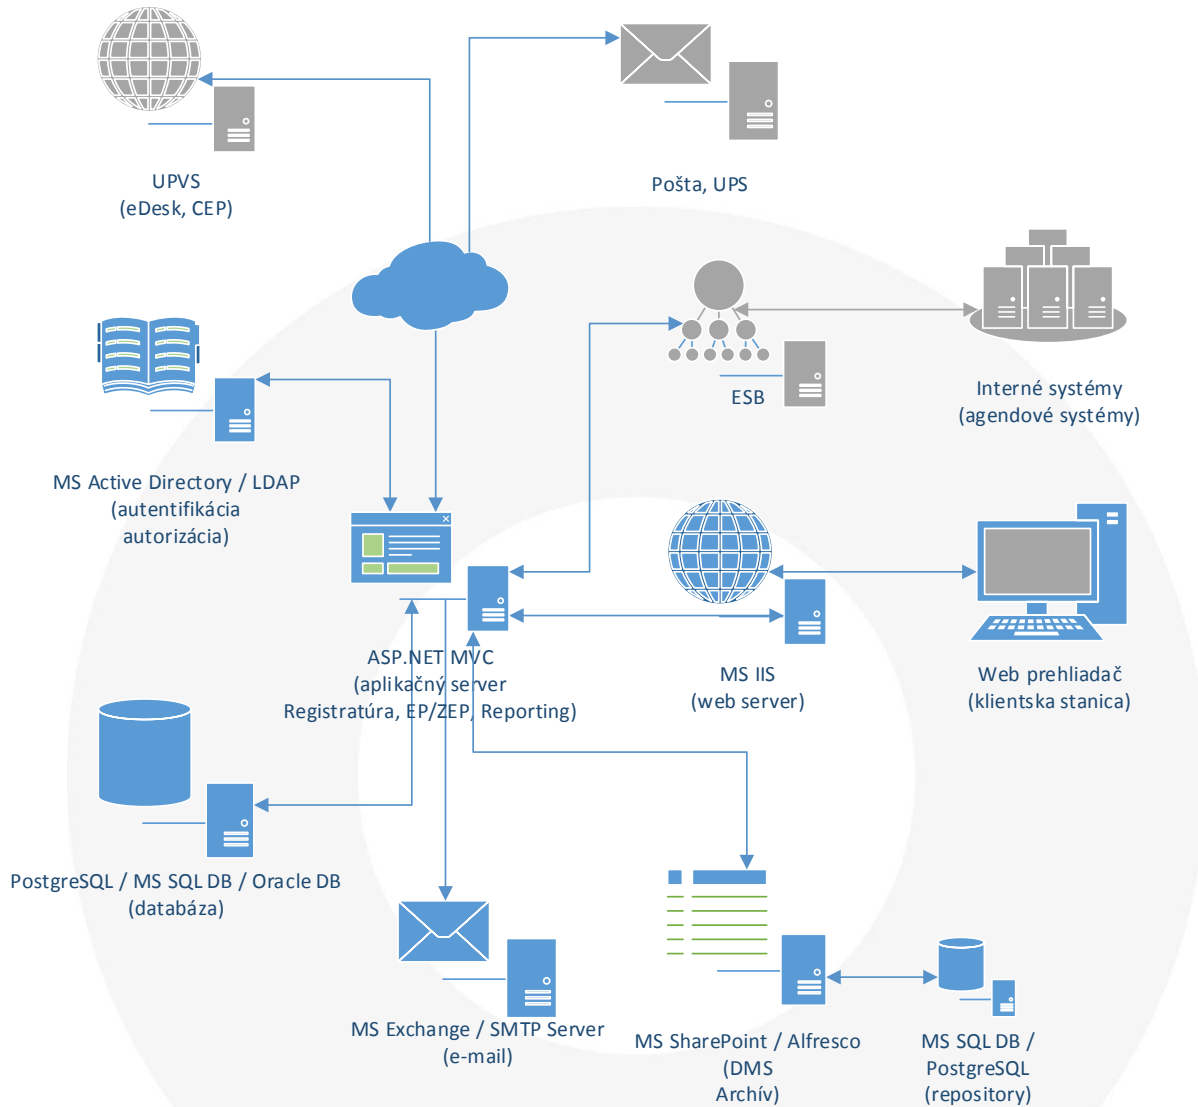 UPVS
(eDesk, CEP)
Pošta, UPS
ESB
Interné systémy
(agendové systémy)
MS Active Directory / LDAP
(autentifikácia
autorizácia)
ASP.NET MVC
(aplikačný server
Registratúra, EP/ZEP, Reporting)
MS IIS
(web server)
Web prehliadač
(klientska stanica)
PostgreSQL / MS SQL DB / Oracle DB
(databáza)
MS Exchange / SMTP Server
(e-mail)
MS SharePoint / Alfresco
(DMS
Archív)
MS SQL DB /
PostgreSQL
(repository)